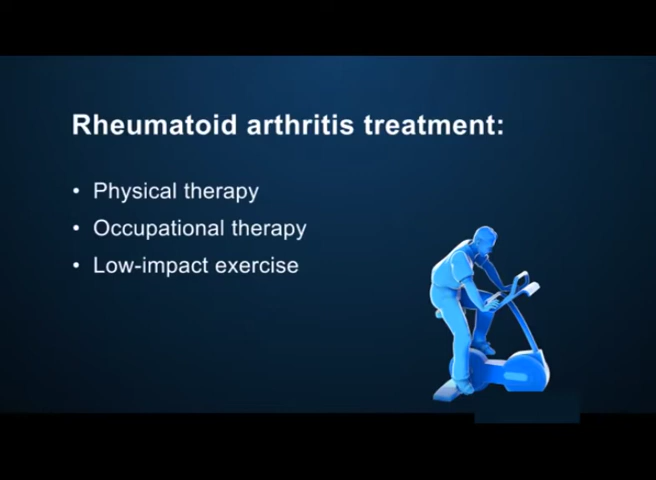 Rheumatoid arthritis treatment:
• Physical therapy
• Occupational therapy
• Low-impact exercise